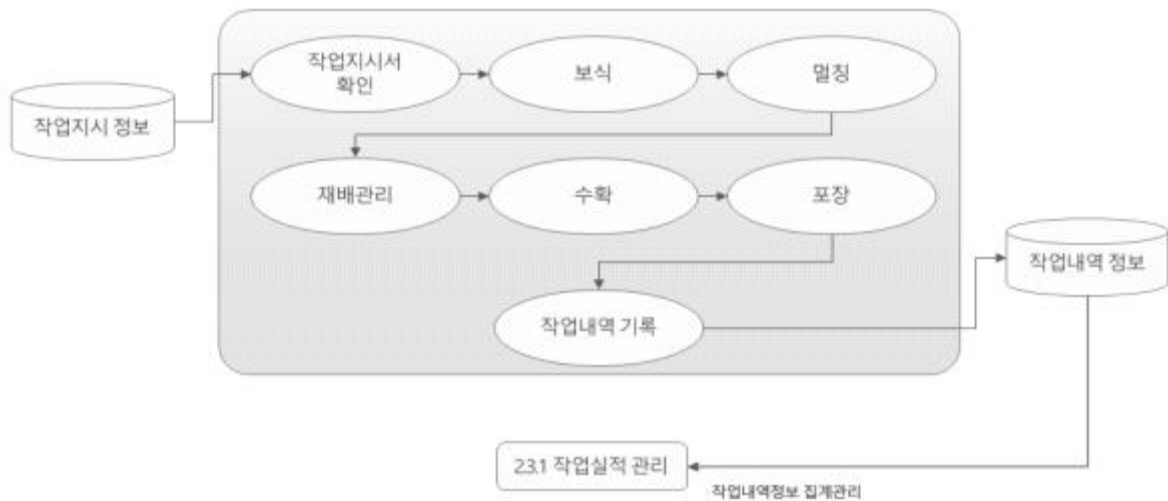 작업지시서
확인
보식
멀칭
작업지시 정보
재배관리
수확
포장
작업내역 정보
작업내역 기록
2.3.1 작업실적 관리
작업내역정보 집계관리